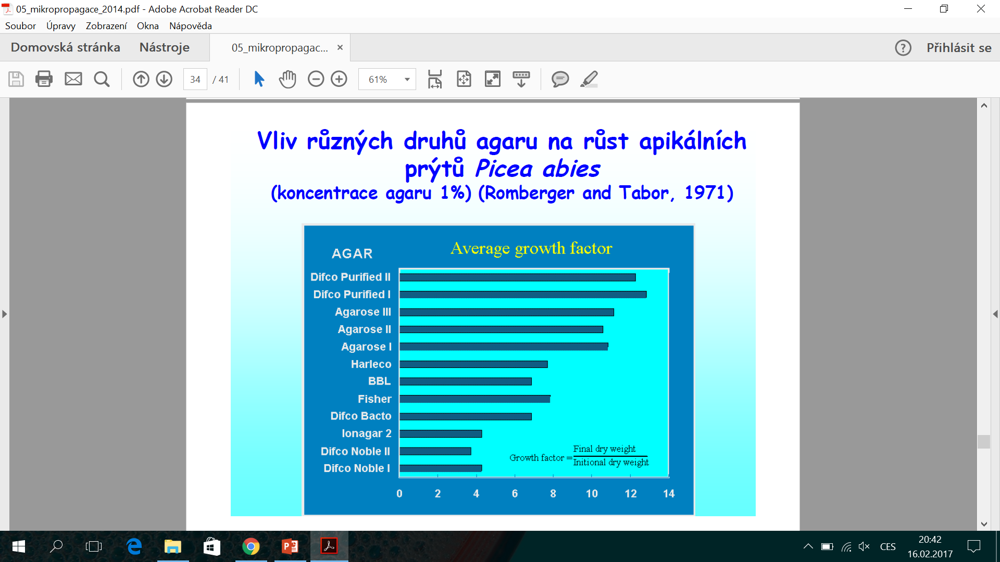 05_mikropropagace_2014.pdf - Adobe Acrobat Reader DC
Soubor Úpravy Zobrazení Okna Nápověda
Domovská stránka Nástroje 05_mikropropagac... × ? Přihlásit se
34 / 41 61%
Vliv různých druhů agaru na růst apikálních
prýtů Picea abies
(koncentrace agaru 1%) (Romberger and Tabor, 1971)
AGAR
Average growth factor
Difco Purified II
Difco Purified I
Agarose III
Agarose II
Agarose I
Harleco
BBL
Fisher
Difco Bacto
Ionagar 2
Difco Noble II
Difco Noble I
Growth factor = Final dry weight
Initional dry weight
0 2 4 6 8 10 12 14
CES
20:42
16.02.2017